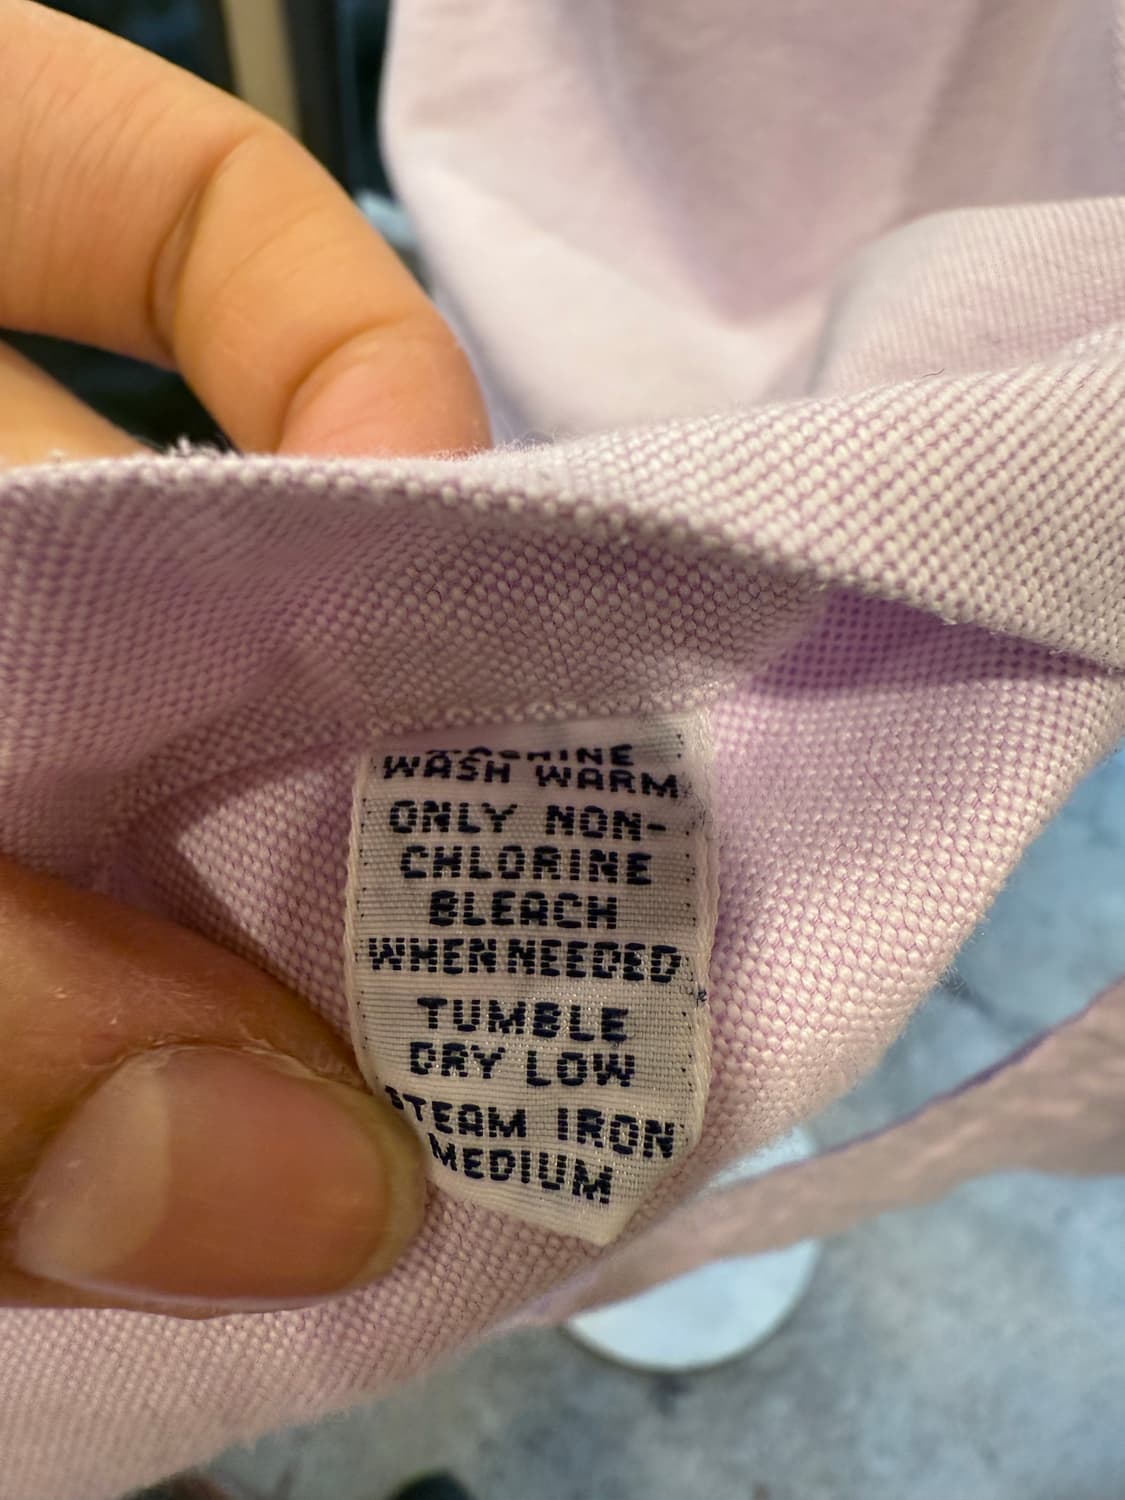 WASH WARM
ONLY NON-
CHLORINE
BLEACH
WHEN NEEDED
TUMBLE
DRY LOW
STEAM IRON
MEDIUM